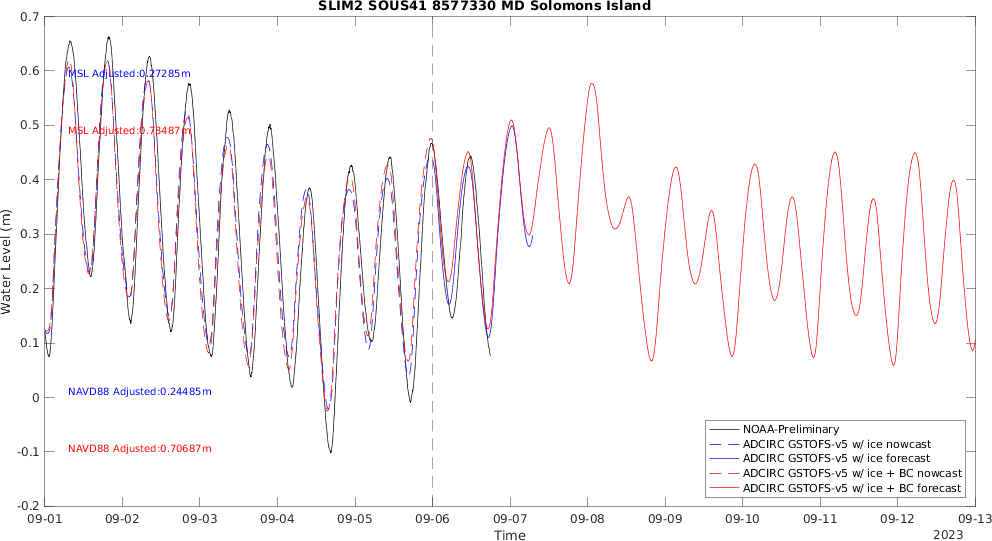 SLIM2 SOUS41 8577330 MD Solomons Island
0.7
0.6
0.5
0.4
0.3
0.2
0.1
0
-0.1
-0.2
Water Level (m)
MSL Adjusted:0.27285m
MSL Adjusted:0.73487m
NAVD88 Adjusted:0.24485m
NAVD88 Adjusted:0.70687m
NOAA-Preliminary
ADCIRC GSTOFS-v5 w/ ice nowcast
ADCIRC GSTOFS-v5 w/ ice forecast
ADCIRC GSTOFS-v5 w/ ice + BC nowcast
ADCIRC GSTOFS-v5 w/ ice + BC forecast
09-01 09-02 09-03 09-04 09-05 09-06 09-07 09-08 09-09 09-10 09-11 09-12 09-13
Time
2023